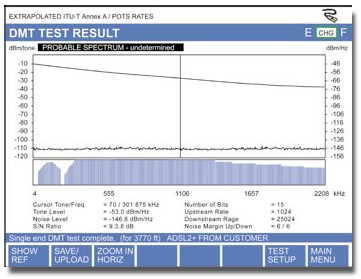 EXTRAPOLATED ITU-T Annex A / POTS RATES
DMT TEST RESULT E CHG F
dBm/tone PROBABLE SPECTRUM - undetermined dBm/Hz
-10 -46
-20 -56
-30 -66
-40 -76
-50 -86
-60 -96
-70 -106
-80 -116
-90 -126
-100 -136
-110 -146
-120 -156
4 555 1106 1657 2208 kHz
Cursor Tone/Freq = 70 / 301.875 kHz Number of Bits = 15
Tone Level = -53.0 dBm/Hz Upstream Rate = 1024
Noise Level = -146.8 dBm/Hz Downstream Rage = 25024
S/N Ratio = 9.3.8 dB Noise Margin Up/Down = 6 / 6
Single end DMT test complete. (for 3770 ft) ADSL2+ FROM CUSTOMER
SHOW REF
SAVE/ UPLOAD
ZOOM IN HORIZ
TEST SETUP
MAIN MENU